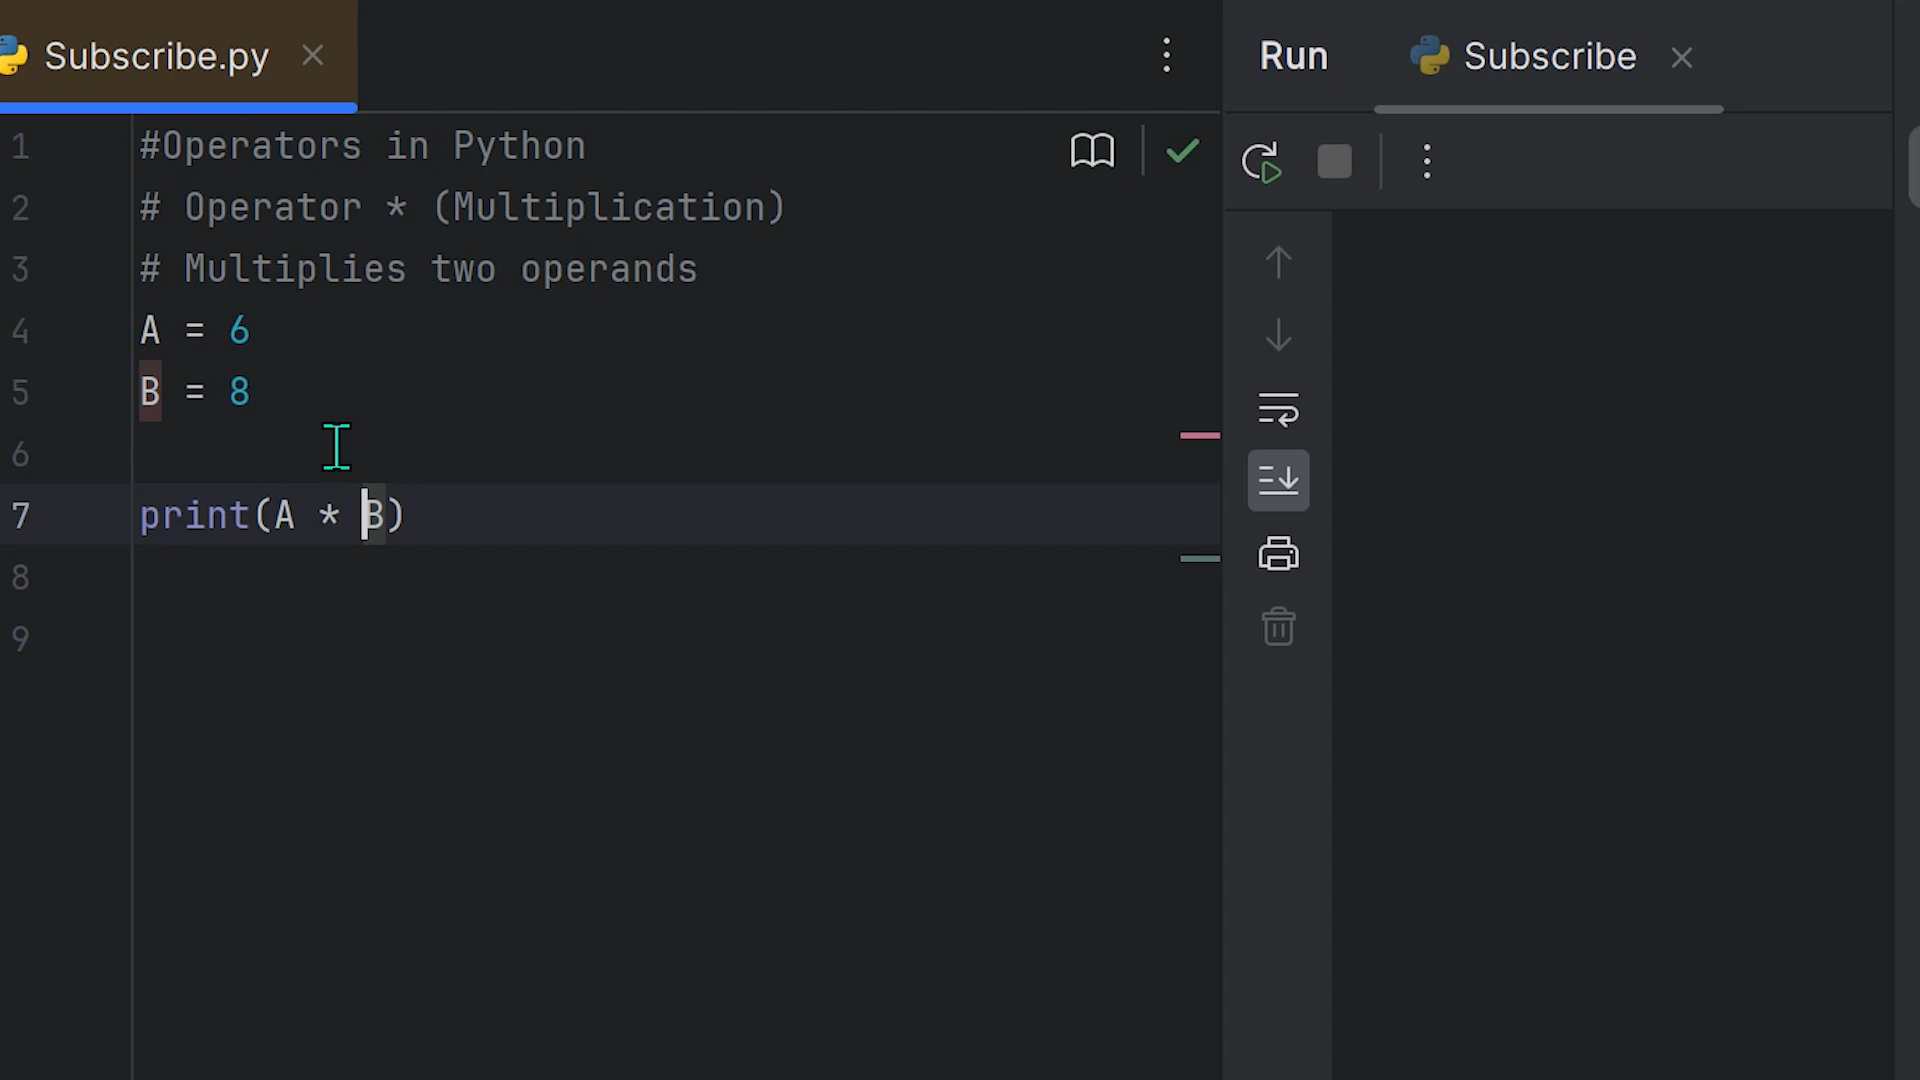 Subscribe.py
Run Subscribe
1 #Operators in Python
2 # Operator * (Multiplication)
3 # Multiplies two operands
4 A = 6
5 B = 8
6
7 print(A * B)
8
9